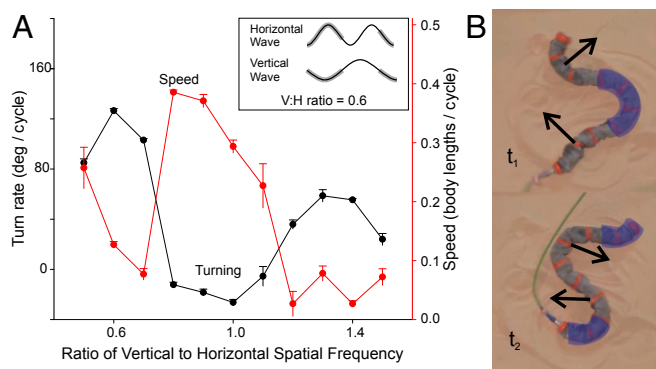 A
B
Horizontal
Wave
Vertical
Wave
V:H ratio = 0.6
Speed
Turning
160
80
0
Turn rate (deg / cycle)
0.5
0.4
0.3
0.2
0.1
0.0
Speed (body lengths / cycle)
0.6
1.0
1.4
Ratio of Vertical to Horizontal Spatial Frequency
t1
t2